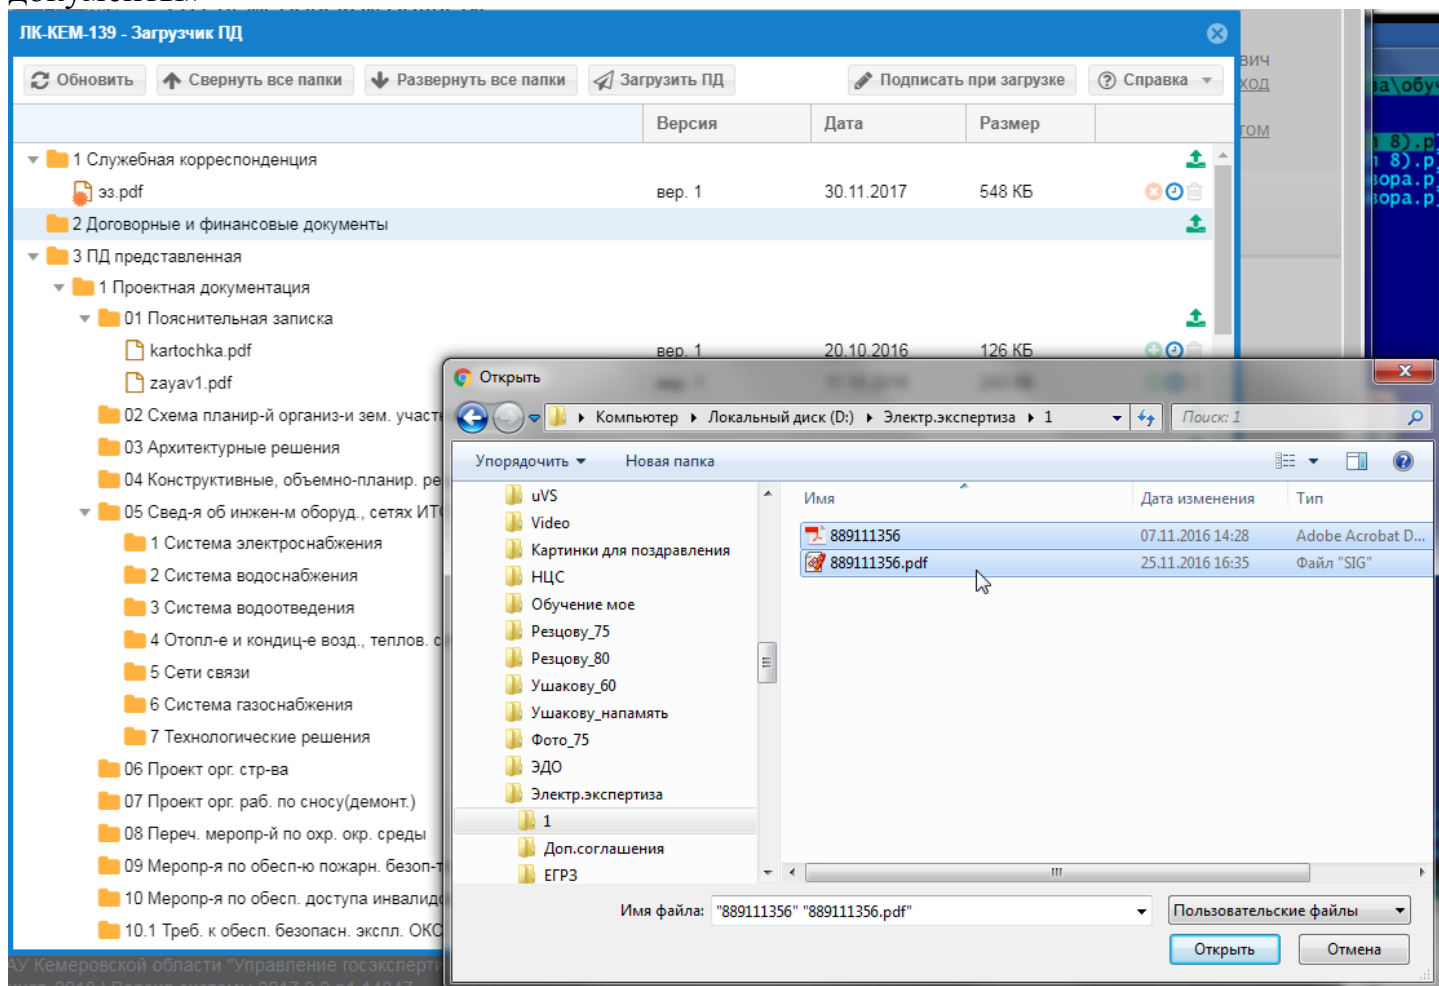 ЛК-КЕМ-139 - Загрузчик ПД
Обновить Свернуть все папки Развернуть все папки Загрузить ПД Подписать при загрузке Справка
Версия Дата Размер
1 Служебная корреспонденция
эз.pdf вер. 1 30.11.2017 548 КБ
2 Договорные и финансовые документы
3 ПД представленная
1 Проектная документация
01 Пояснительная записка
kartochka.pdf вер. 1 20.10.2016 126 КБ
zayav1.pdf
02 Схема планир-й организ-и зем. участ
03 Архитектурные решения
04 Конструктивные, объемно-планир. ре
05 Свед-я об инжен-м оборуд., сетях ИТ
1 Система электроснабжения
2 Система водоснабжения
3 Система водоотведения
4 Отопл-е и кондиц-е возд., теплов. с
5 Сети связи
6 Система газоснабжения
7 Технологические решения
06 Проект орг. стр-ва
07 Проект орг. раб. по сносу(демонт.)
08 Переч. меропр-й по охр. окр. среды
09 Меропр-я по обесп-ю пожарн. безоп-т
10 Меропр-я по обесп. доступа инвалид
10.1 Треб. к обесп. безопасн. экспл. ОКС
вич
ход
том
Открыть
Компьютер Локальный диск (D:) Электр.экспертиза 1 Поиск: 1
Упорядочить Новая папка
uVS
Video
Картинки для поздравления
НЦС
Обучение мое
Резцову_75
Резцову_80
Ушакову_60
Ушакову_напамять
Фото_75
ЭДО
Электр.экспертиза
1
Доп.соглашения
ЕГРЗ
Имя Дата изменения Тип
889111356 07.11.2016 14:28 Adobe Acrobat D...
889111356.pdf 25.11.2016 16:35 Файл "SIG"
Имя файла: "889111356" "889111356.pdf" Пользовательские файлы
Открыть Отмена
АУ Кемеровской области "Управление госэксперти